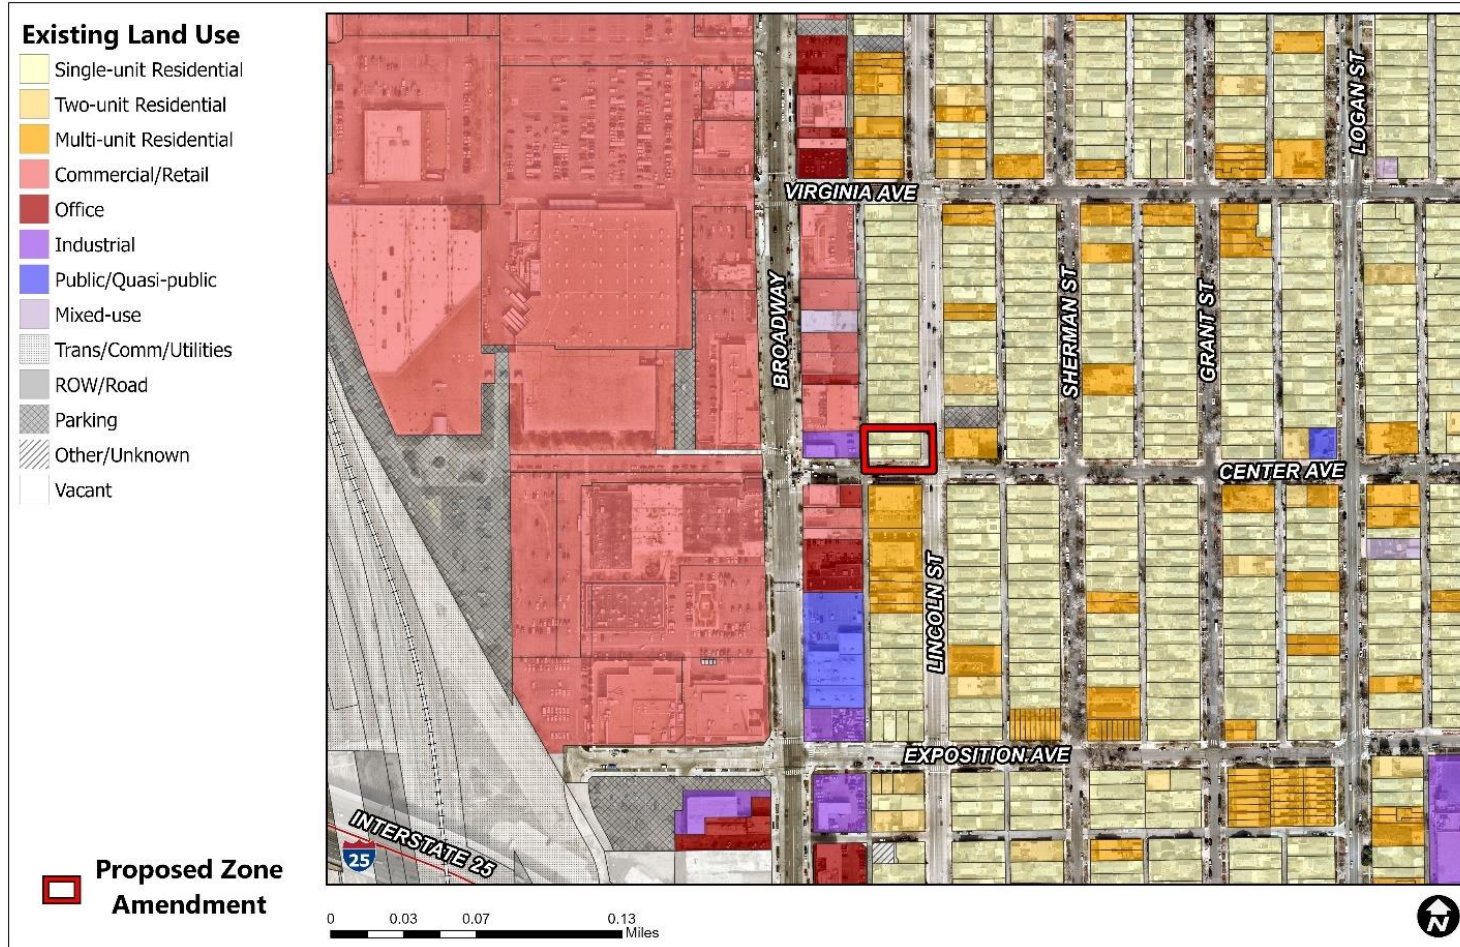 Existing Land Use
Single-unit Residential
Two-unit Residential
Multi-unit Residential
Commercial/Retail
Office
Industrial
Public/Quasi-public
Mixed-use
Trans/Comm/Utilities
ROW/Road
Parking
Other/Unknown
Vacant
Proposed Zone
Amendment
LOGAN ST
VIRGINIA AVE
BROADWAY
SHERMAN ST
GRANT ST
CENTER AVE
LINCOLN ST
EXPOSITION AVE
INTERSTATE 25
25
0 0.03 0.07 0.13
Miles
N